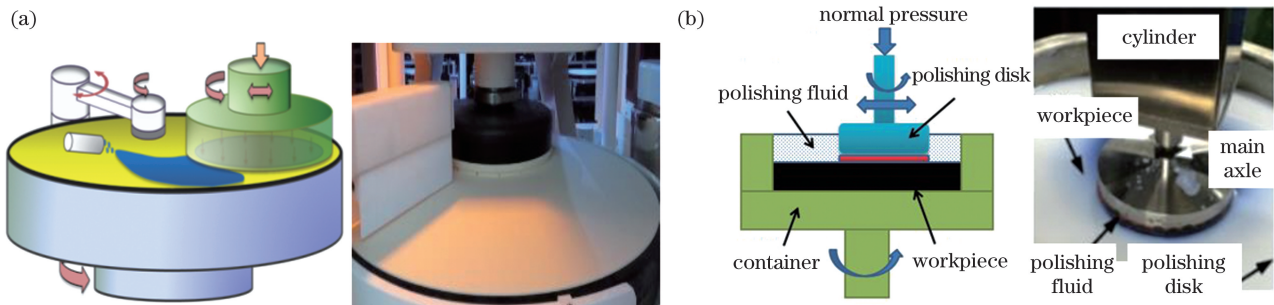 (a)
(b)
normal pressure
polishing disk
polishing fluid
container
workpiece
cylinder
workpiece
main
axle
polishing
fluid
polishing
disk